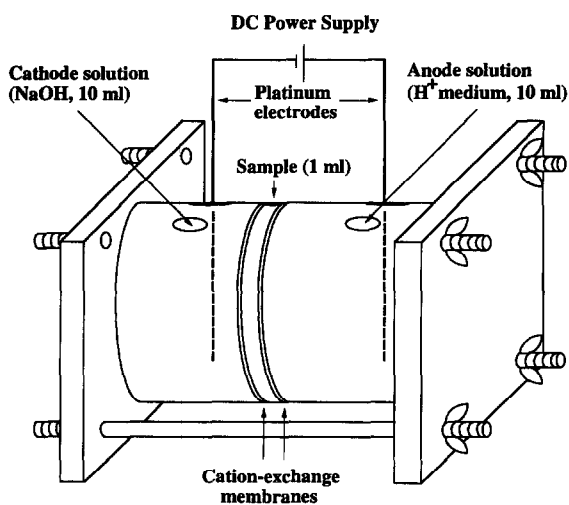 DC Power Supply
Cathode solution
(NaOH, 10 ml)
Anode solution
(H+ medium, 10 ml)
Platinum
electrodes
Sample (1 ml)
Cation-exchange
membranes